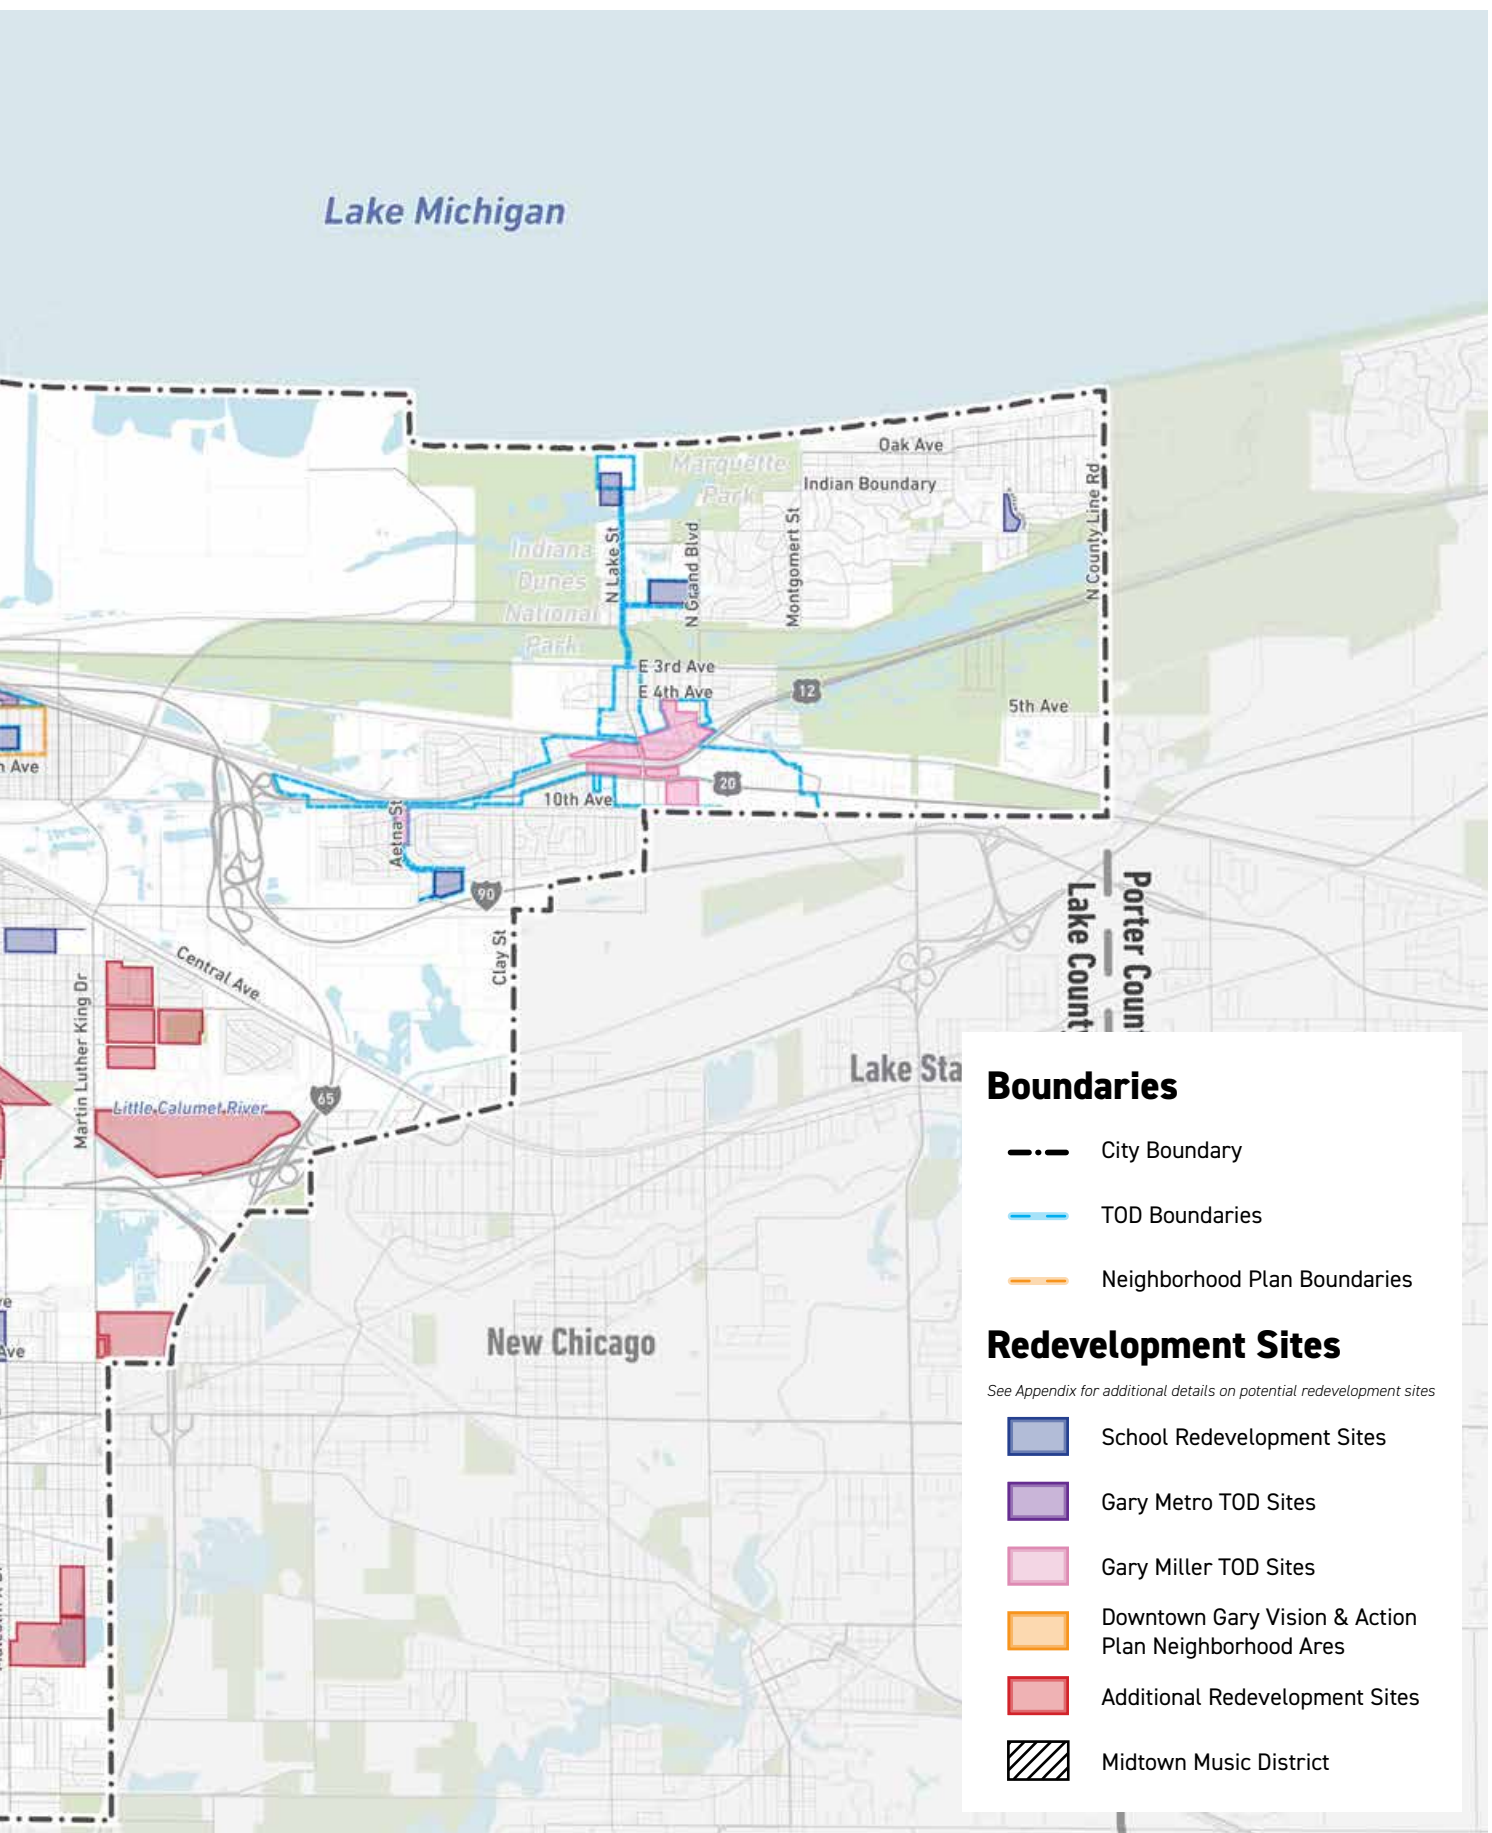 Lake Michigan
Oak Ave
Marquette
Park
Indian Boundary
N County Line Rd
Montgomert St
N Grand Blvd
N Lake St
Indiana
Dunes
National
Park
E 3rd Ave
E 4th Ave
12
5th Ave
Ave
20
10th Ave
Aetna St
90
Porter Coun
Lake Count
Clay St
Central Ave
Martin Luther King Dr
Lake Sta
65
Little Calumet River
Ave
New Chicago
Boundaries
City Boundary
TOD Boundaries
Neighborhood Plan Boundaries
Redevelopment Sites
See Appendix for additional details on potential redevelopment sites
School Redevelopment Sites
Gary Metro TOD Sites
Gary Miller TOD Sites
Downtown Gary Vision & Action
Plan Neighborhood Ares
Additional Redevelopment Sites
Midtown Music District